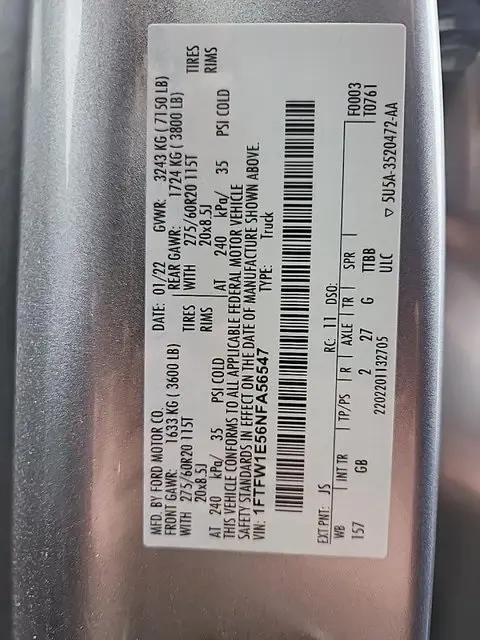 MFD. BY FORD MOTOR CO.
DATE: 01/22 GVWR: 3243 KG ( 7150 LB)
FRONT GAWR: 1633 KG ( 3600 LB) REAR GAWR: 1724 KG ( 3800 LB)
WITH 275/60R20 115T TIRES WITH 275/60R20 115T TIRES
20x8.5J RIMS 20x8.5J RIMS
AT 240 kPa/ 35 PSI COLD AT 240 kPa/ 35 PSI COLD
THIS VEHICLE CONFORMS TO ALL APPLICABLE FEDERAL MOTOR VEHICLE
SAFETY STANDARDS IN EFFECT ON THE DATE OF MANUFACTURE SHOWN ABOVE.
VIN: 1FTFW1E56NFA56547 TYPE: Truck
EXT PNT: JS RC: 11 DSO: F0003
WB INT TR TP/PS R AXLE TR SPR T0761
157 GB 2 27 G TTBB
2202201132705 ULC
▽ 5U5A-3520472-AA